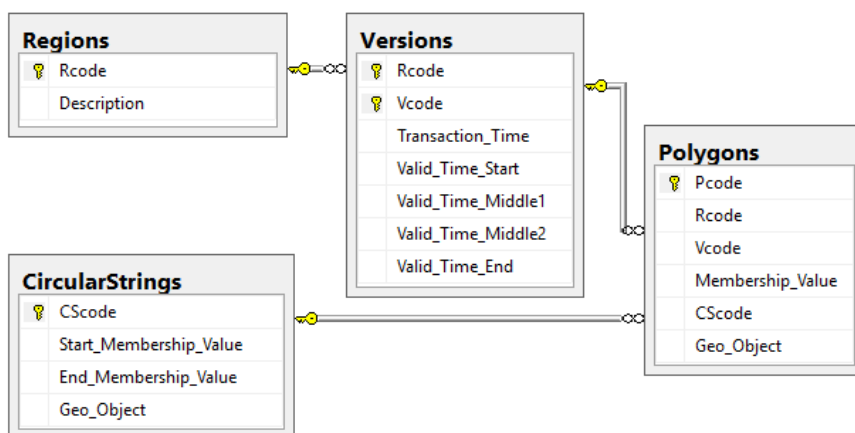 Regions
Rcode
Description
Versions
Rcode
Vcode
Transaction_Time
Valid_Time_Start
Valid_Time_Middle1
Valid_Time_Middle2
Valid_Time_End
Polygons
Pcode
Rcode
Vcode
Membership_Value
CScode
Geo_Object
CircularStrings
CScode
Start_Membership_Value
End_Membership_Value
Geo_Object